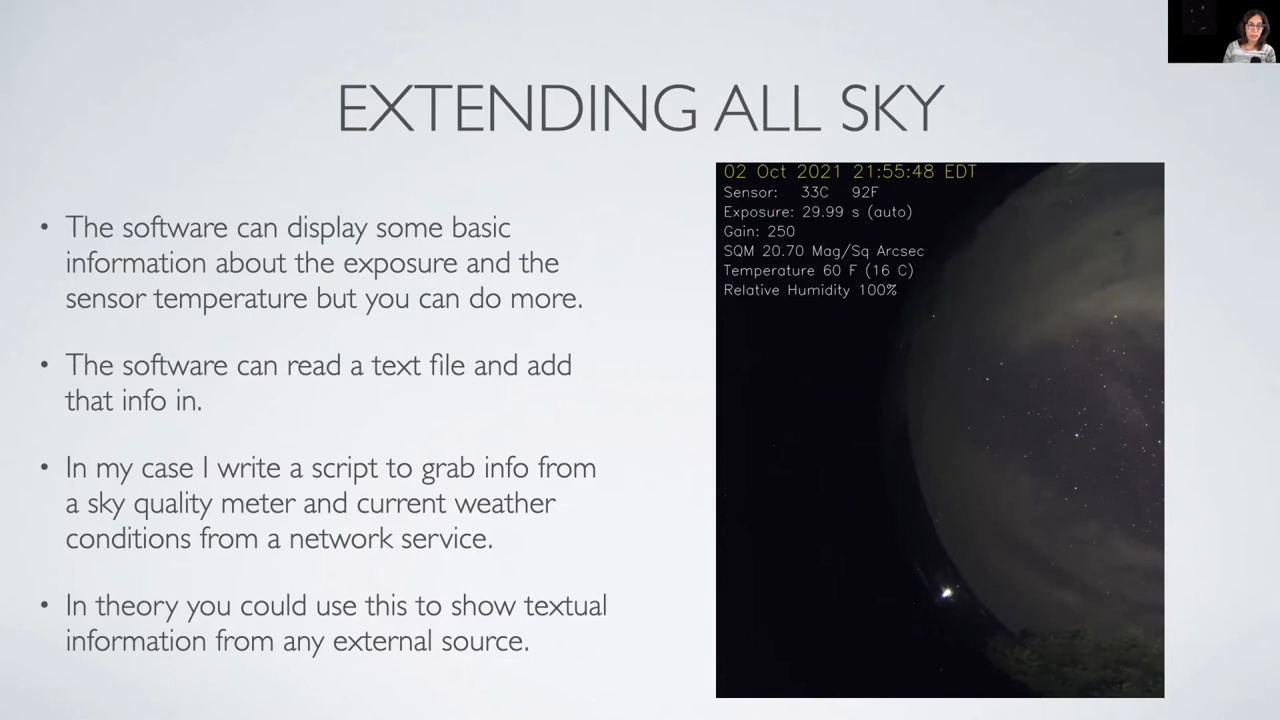 EXTENDING ALL SKY
• The software can display some basic
information about the exposure and the
sensor temperature but you can do more.
• The software can read a text file and add
that info in.
• In my case I write a script to grab info from
a sky quality meter and current weather
conditions from a network service.
• In theory you could use this to show textual
information from any external source.
02 Oct 2021 21:55:48 EDT
Sensor: 33C 92F
Exposure: 29.99 s (auto)
Gain: 250
SQM 20.70 Mag/Sq Arcsec
Temperature 60 F (16 C)
Relative Humidity 100%